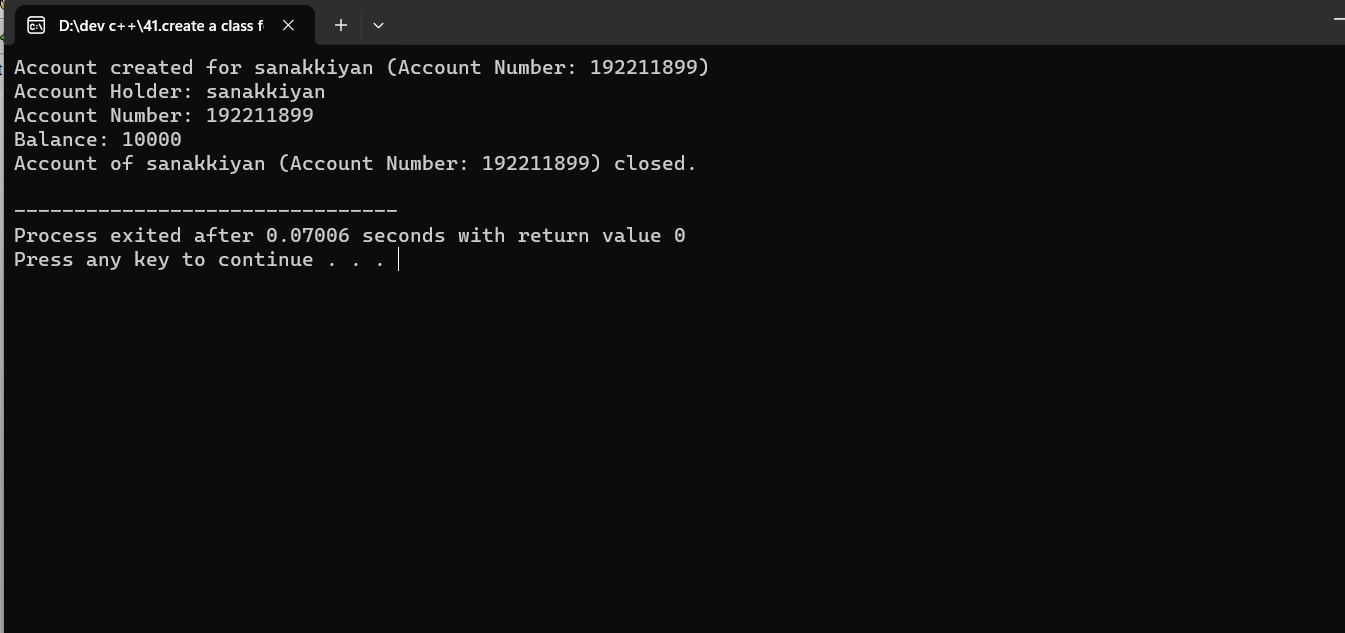 D:\dev c++\41.create a class f
Account created for sanakkiyan (Account Number: 192211899)
Account Holder: sanakkiyan
Account Number: 192211899
Balance: 10000
Account of sanakkiyan (Account Number: 192211899) closed.
--------------------------------
Process exited after 0.07006 seconds with return value 0
Press any key to continue . . .